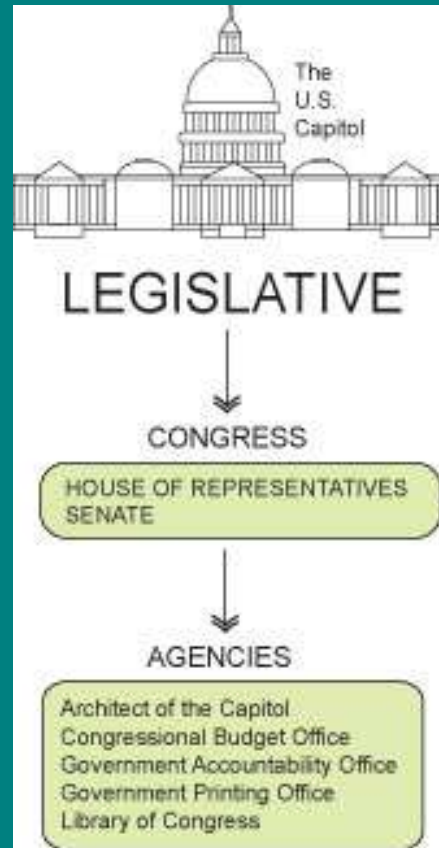 The
U.S.
Capitol
LEGISLATIVE
CONGRESS
HOUSE OF REPRESENTATIVES
SENATE
AGENCIES
Architect of the Capitol
Congressional Budget Office
Government Accountability Office
Government Printing Office
Library of Congress